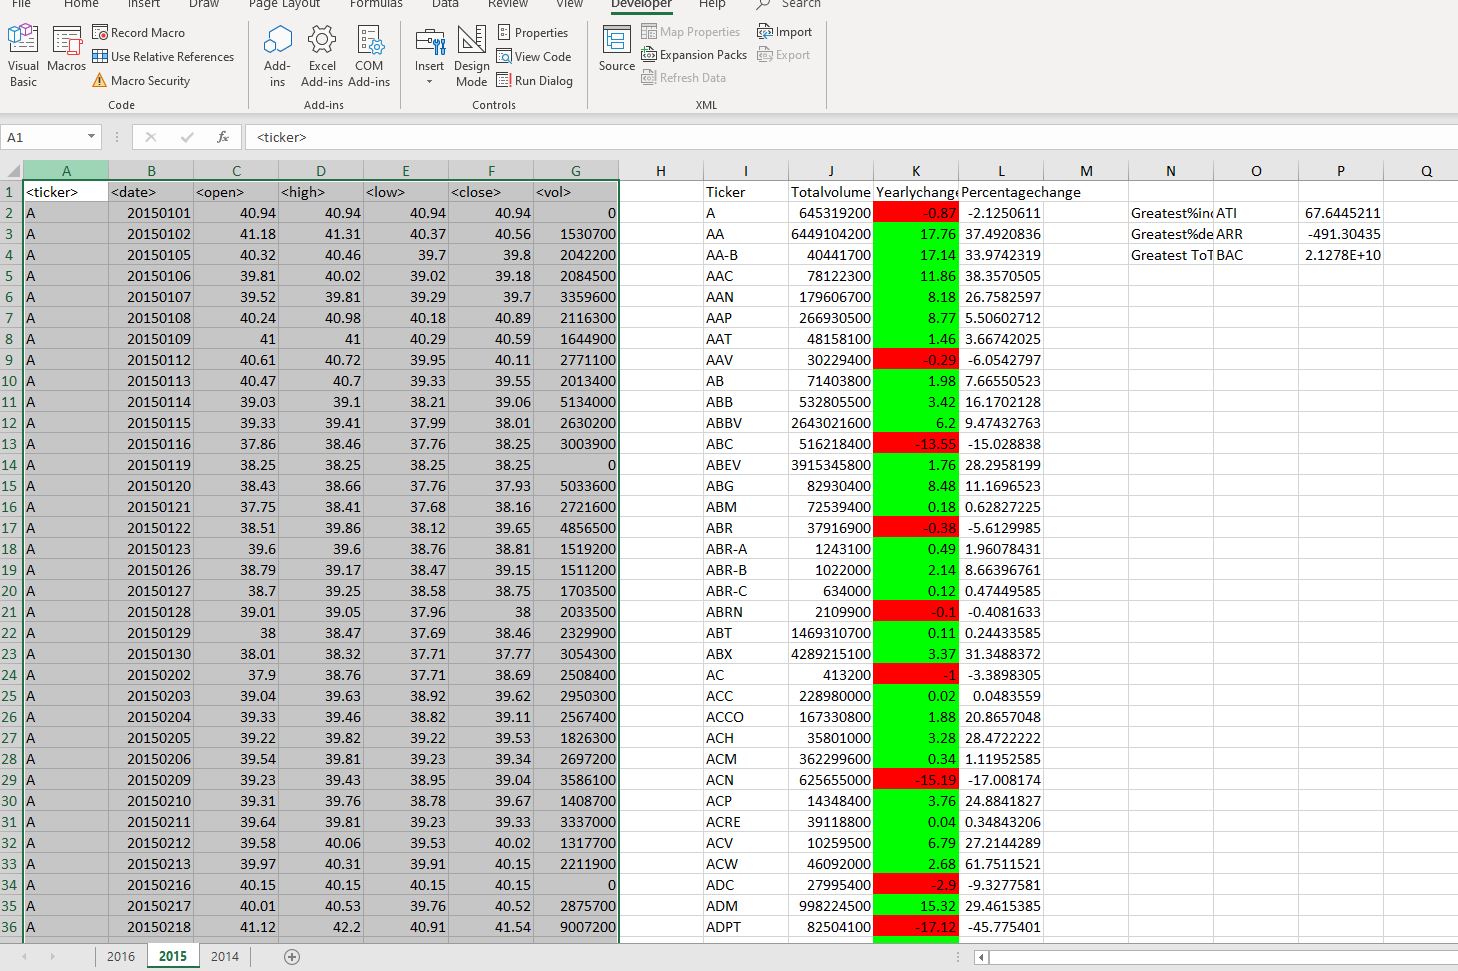 File Home Insert Draw Page Layout Formulas Data Review View Developer Help Search
Visual Basic
Macros
Record Macro
Use Relative References
Macro Security
Code
Add-ins
Excel Add-ins
COM Add-ins
Add-ins
Insert
Design Mode
Properties
View Code
Run Dialog
Controls
Source
Map Properties
Expansion Packs
Refresh Data
Import
Export
XML
A1 fx <ticker>
A B C D E F G H I J K L M N O P Q
1 <ticker> <date> <open> <high> <low> <close> <vol> Ticker Totalvolume Yearlychange Percentagechange
2 A 20150101 40.94 40.94 40.94 40.94 0 A 645319200 -0.87 -2.1250611 Greatest%inc ATI 67.6445211
3 A 20150102 41.18 41.31 40.37 40.56 1530700 AA 6449104200 17.76 37.4920836 Greatest%de ARR -491.30435
4 A 20150105 40.32 40.46 39.7 39.8 2042200 AA-B 40441700 17.14 33.9742319 Greatest ToT BAC 2.1278E+10
5 A 20150106 39.81 40.02 39.02 39.18 2084500 AAC 78122300 11.86 38.3570505
6 A 20150107 39.52 39.81 39.29 39.7 3359600 AAN 179606700 8.18 26.7582597
7 A 20150108 40.24 40.98 40.18 40.89 2116300 AAP 266930500 8.77 5.50602712
8 A 20150109 41 41 40.29 40.59 1644900 AAT 48158100 1.46 3.66742025
9 A 20150112 40.61 40.72 39.95 40.11 2771100 AAV 30229400 -0.29 -6.0542797
10 A 20150113 40.47 40.7 39.33 39.55 2013400 AB 71403800 1.98 7.66550523
11 A 20150114 39.03 39.1 38.21 39.06 5134000 ABB 532805500 3.42 16.1702128
12 A 20150115 39.33 39.41 37.99 38.01 2630200 ABBV 2643021600 6.2 9.47432763
13 A 20150116 37.86 38.46 37.76 38.25 3003900 ABC 516218400 -13.55 -15.028838
14 A 20150119 38.25 38.25 38.25 38.25 0 ABEV 3915345800 1.76 28.2958199
15 A 20150120 38.43 38.66 37.76 37.93 5033600 ABG 82930400 8.48 11.1696523
16 A 20150121 37.75 38.41 37.68 38.16 2721600 ABM 72539400 0.18 0.62827225
17 A 20150122 38.51 39.86 38.12 39.65 4856500 ABR 37916900 -0.38 -5.6129985
18 A 20150123 39.6 39.6 38.76 38.81 1519200 ABR-A 1243100 0.49 1.96078431
19 A 20150126 38.79 39.17 38.47 39.15 1511200 ABR-B 1022000 2.14 8.66396761
20 A 20150127 38.7 39.25 38.58 38.75 1703500 ABR-C 634000 0.12 0.47449585
21 A 20150128 39.01 39.05 37.96 38 2033500 ABRN 2109900 -0.1 -0.4081633
22 A 20150129 38 38.47 37.69 38.46 2329900 ABT 1469310700 0.11 0.24433585
23 A 20150130 38.01 38.32 37.71 37.77 3054300 ABX 4289215100 3.37 31.3488372
24 A 20150202 37.9 38.76 37.71 38.69 2508400 AC 413200 -1 -3.3898305
25 A 20150203 39.04 39.63 38.92 39.62 2950300 ACC 228980000 0.02 0.0483559
26 A 20150204 39.33 39.46 38.82 39.11 2567400 ACCO 167330800 1.88 20.8657048
27 A 20150205 39.22 39.82 39.22 39.53 1826300 ACH 35801000 3.28 28.4722222
28 A 20150206 39.54 39.81 39.23 39.34 2697200 ACM 362299600 0.34 1.11952585
29 A 20150209 39.23 39.43 38.95 39.04 3586100 ACN 625655000 -15.19 -17.008174
30 A 20150210 39.31 39.76 38.78 39.67 1408700 ACP 14348400 3.76 24.8841827
31 A 20150211 39.64 39.81 39.23 39.33 3337000 ACRE 39118800 0.04 0.34843206
32 A 20150212 39.58 40.06 39.53 40.02 1317700 ACV 10259500 6.79 27.2144289
33 A 20150213 39.97 40.31 39.91 40.15 2211900 ACW 46092000 2.68 61.7511521
34 A 20150216 40.15 40.15 40.15 40.15 0 ADC 27995400 -2.9 -9.3277581
35 A 20150217 40.01 40.53 39.76 40.52 2875700 ADM 998224500 15.32 29.4615385
36 A 20150218 41.12 42.2 40.91 41.54 9007200 ADPT 82504100 -17.12 -45.775401
2016 2015 2014